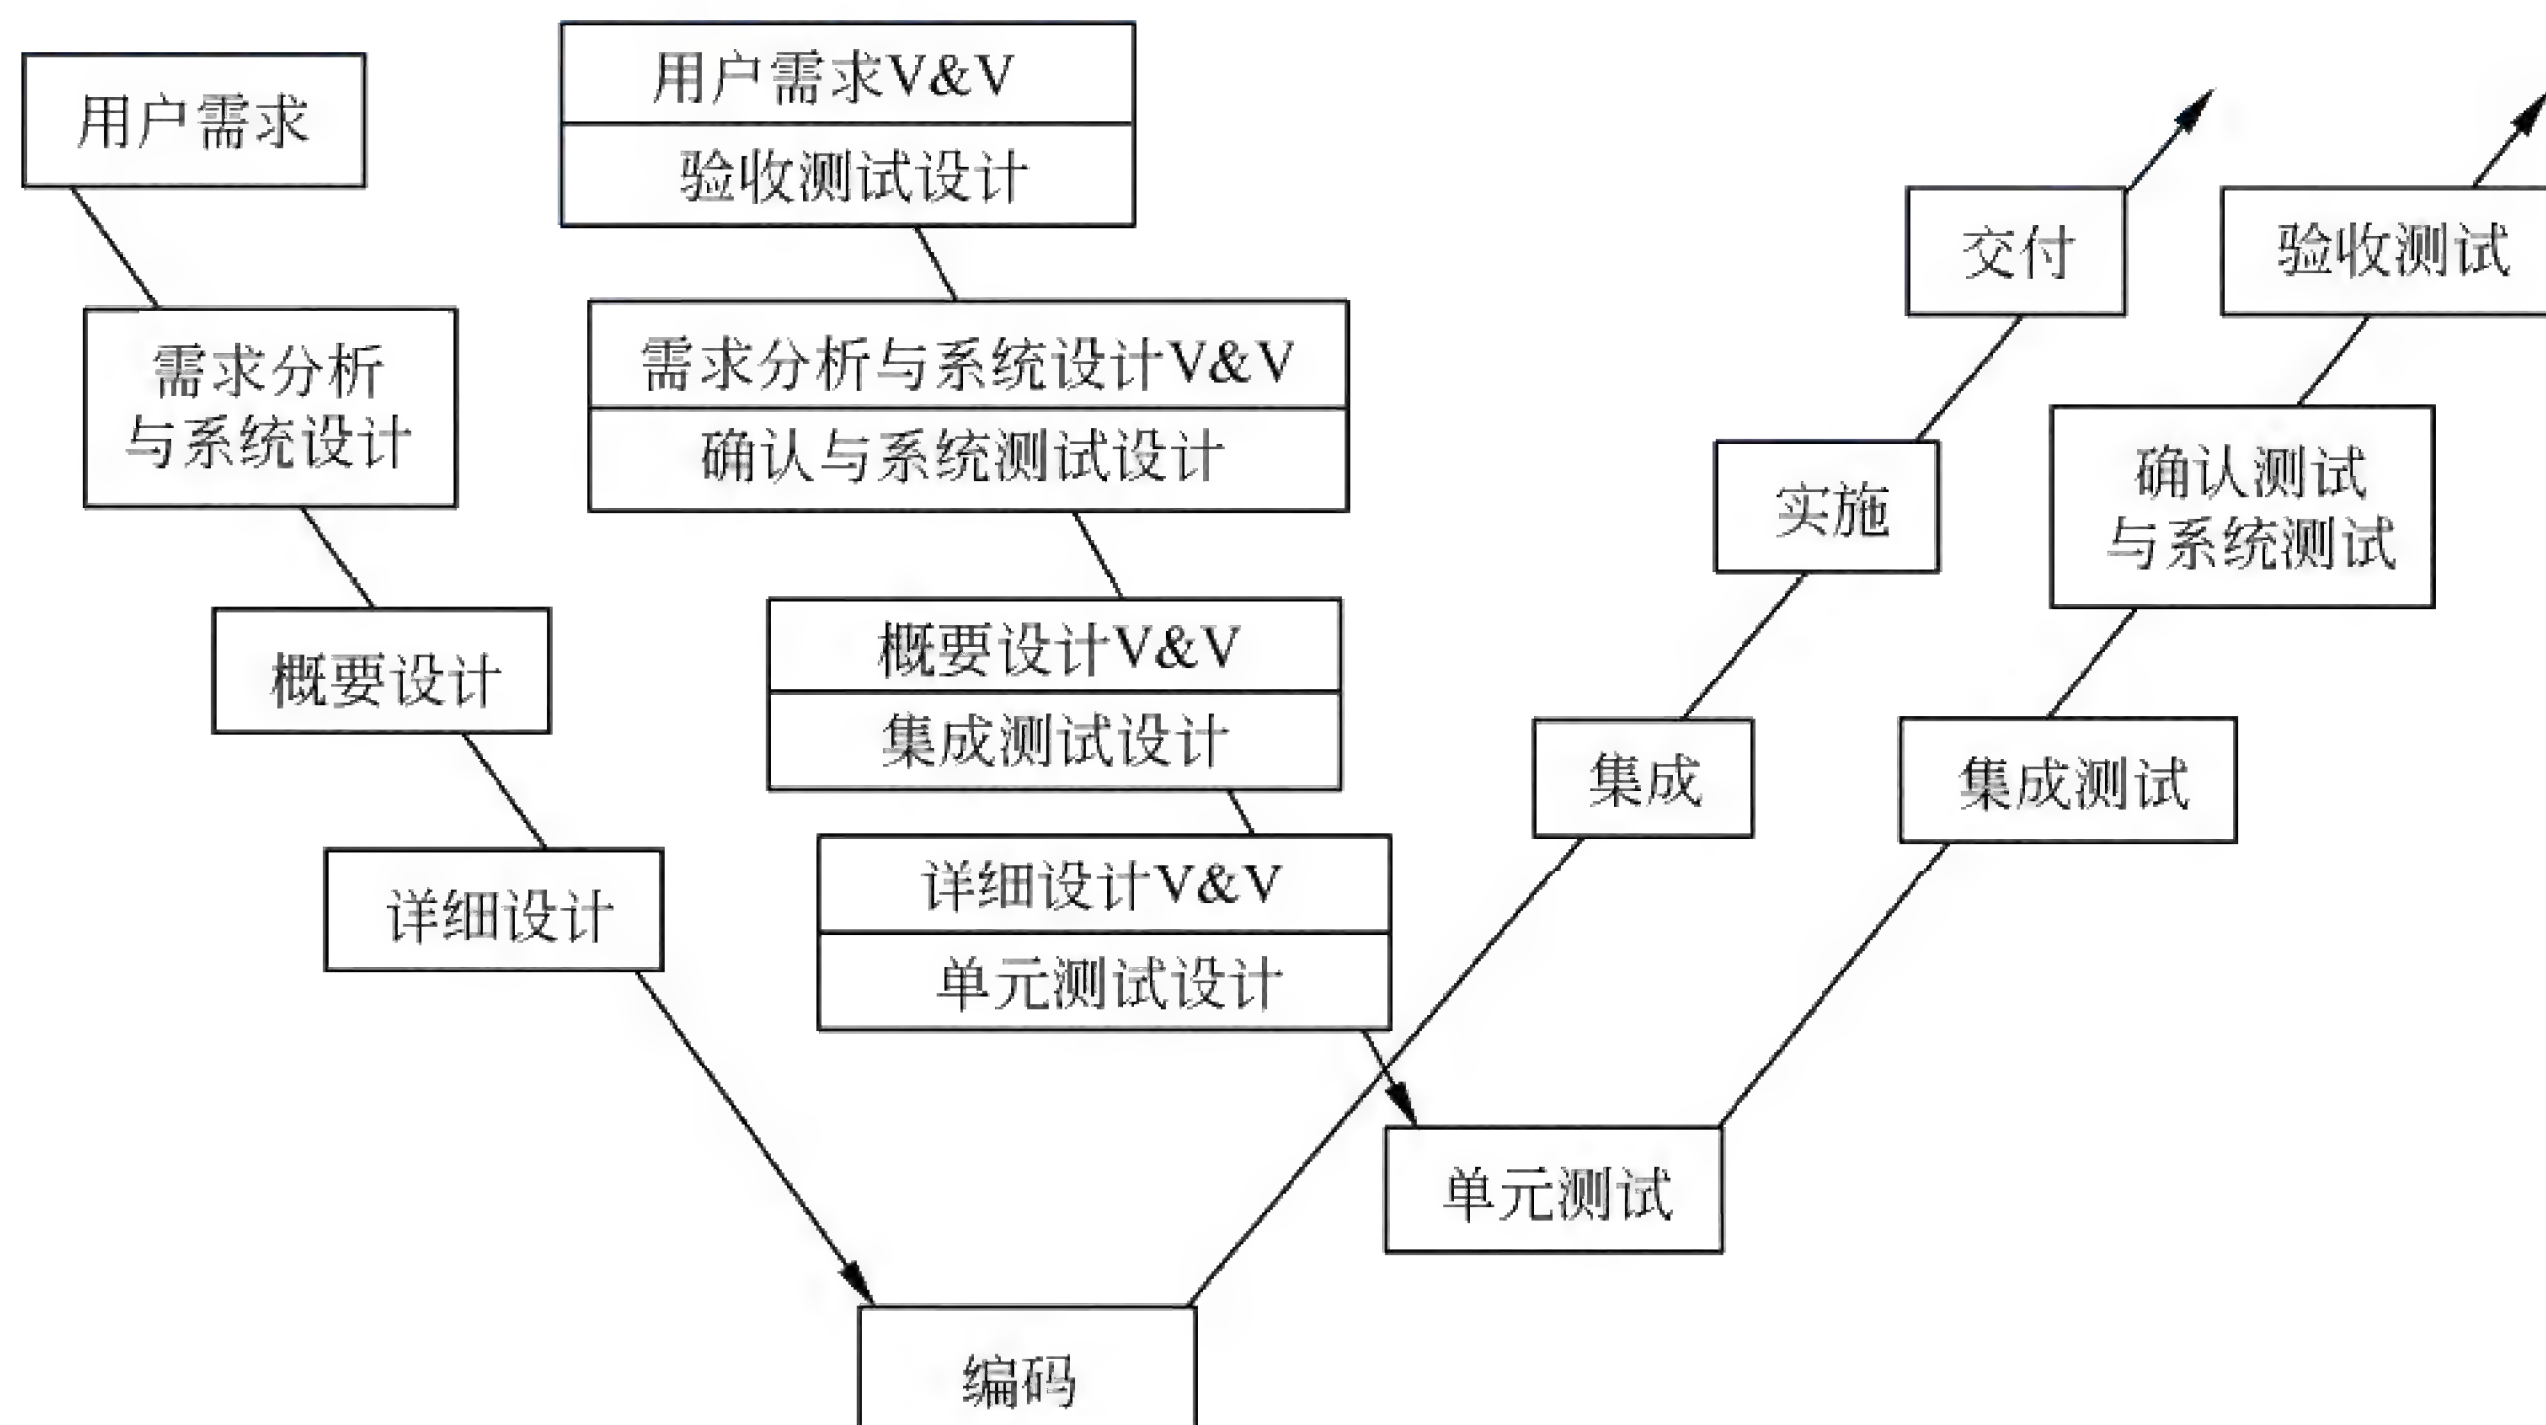 用户需求
需求分析
与系统设计
概要设计
详细设计
用户需求V&V
验收测试设计
需求分析与系统设计V&V
确认与系统测试设计
概要设计V&V
集成测试设计
详细设计V&V
单元测试设计
编码
集成
实施
交付
单元测试
集成测试
确认测试
与系统测试
验收测试